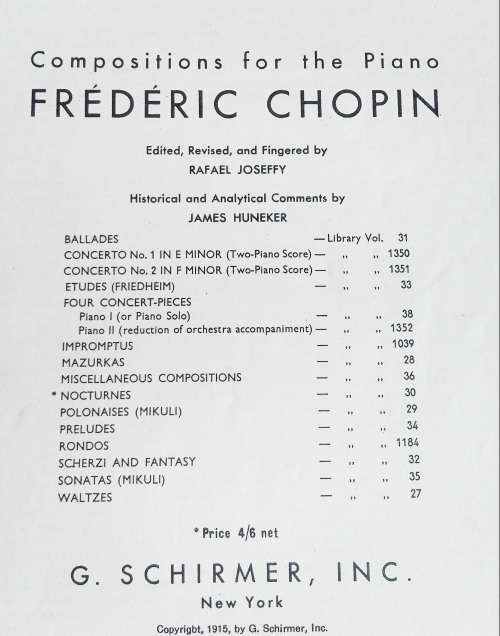 Compositions for the Piano
FRÉDÉRIC CHOPIN
Edited, Revised, and Fingered by
RAFAEL JOSEFFY
Historical and Analytical Comments by
JAMES HUNEKER
BALLADES — Library Vol. 31
CONCERTO No. 1 IN E MINOR (Two-Piano Score) — „ „ 1350
CONCERTO No. 2 IN F MINOR (Two-Piano Score) — „ „ 1351
ETUDES (FRIEDHEIM) — „ „ 33
FOUR CONCERT-PIECES
Piano I (or Piano Solo) — „ „ 38
Piano II (reduction of orchestra accompaniment) — „ „ 1352
IMPROMPTUS — „ „ 1039
MAZURKAS — „ „ 28
MISCELLANEOUS COMPOSITIONS — „ „ 36
* NOCTURNES — „ „ 30
POLONAISES (MIKULI) — „ „ 29
PRELUDES — „ „ 34
RONDOS — „ „ 1184
SCHERZI AND FANTASY — „ „ 32
SONATAS (MIKULI) — „ „ 35
WALTZES — „ „ 27
* Price 4/6 net
G. SCHIRMER, INC.
New York
Copyright, 1915, by G. Schirmer, Inc.